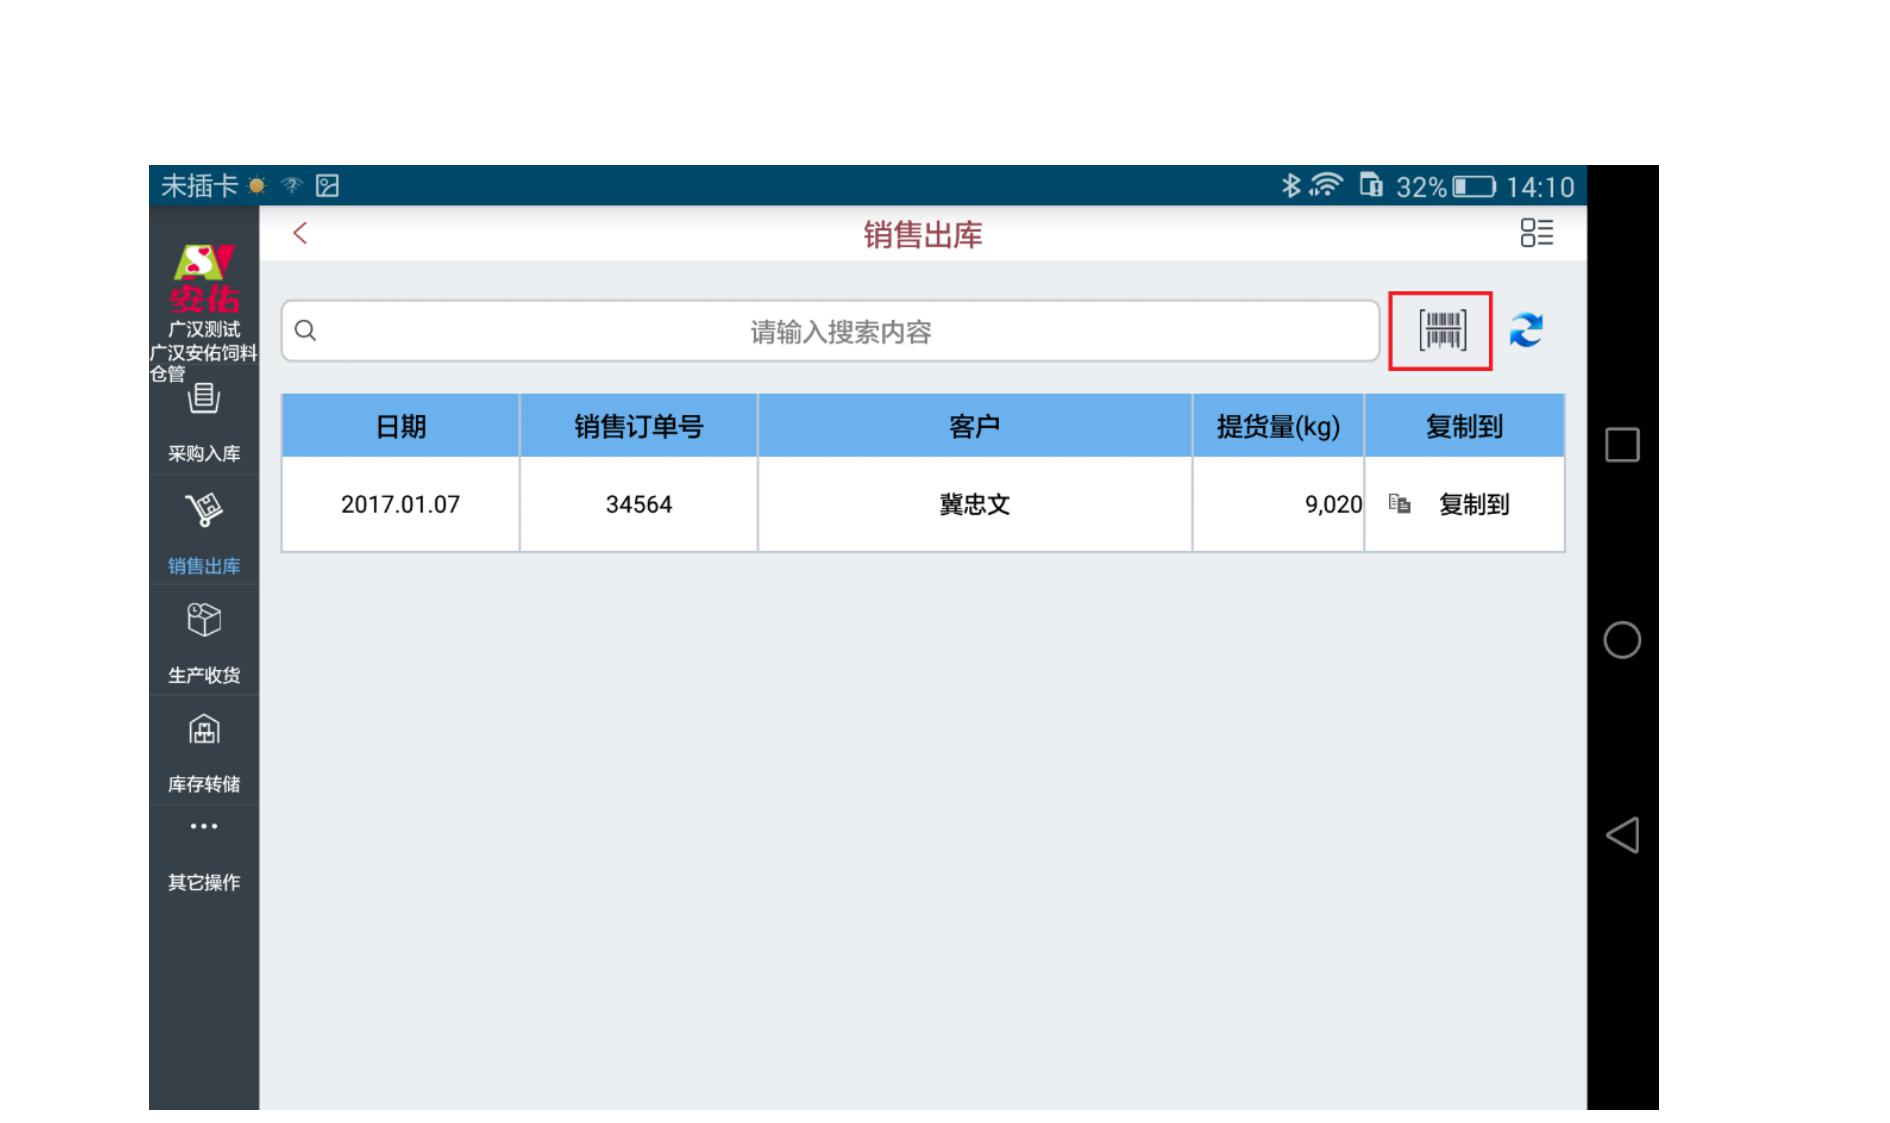 未插卡
32%
14:10
安佑
广汉测试
广汉安佑饲料
仓管
采购入库
销售出库
生产收货
库存转储
其它操作
销售出库
请输入搜索内容
日期 销售订单号 客户 提货量(kg) 复制到
2017.01.07 34564 冀忠文 9,020 复制到